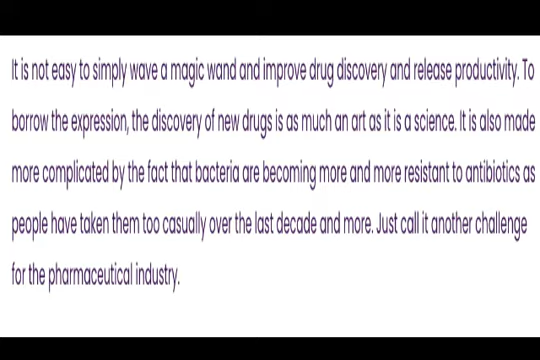 It is not easy to simply wave a magic wand and improve drug discovery and release productivity. To
borrow the expression, the discovery of new drugs is as much an art as it is a science. It is also made
more complicated by the fact that bacteria are becoming more and more resistant to antibiotics as
people have taken them too casually over the last decade and more. Just call it another challenge
for the pharmaceutical industry.